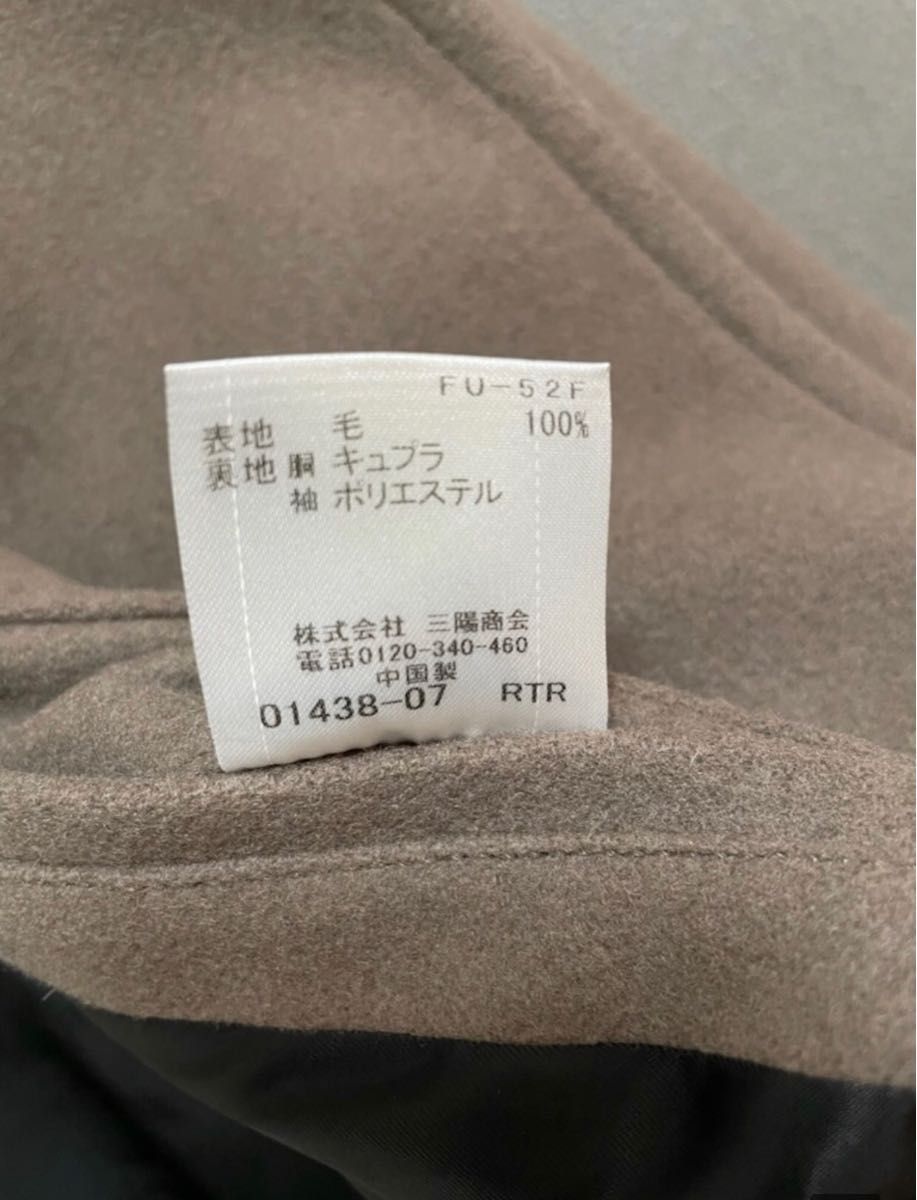 FU-52F
表地 毛 100%
裏地 胴 キュプラ
袖 ポリエステル
株式会社 三陽商会
電話0120-340-460
中国製
01438-07 RTR